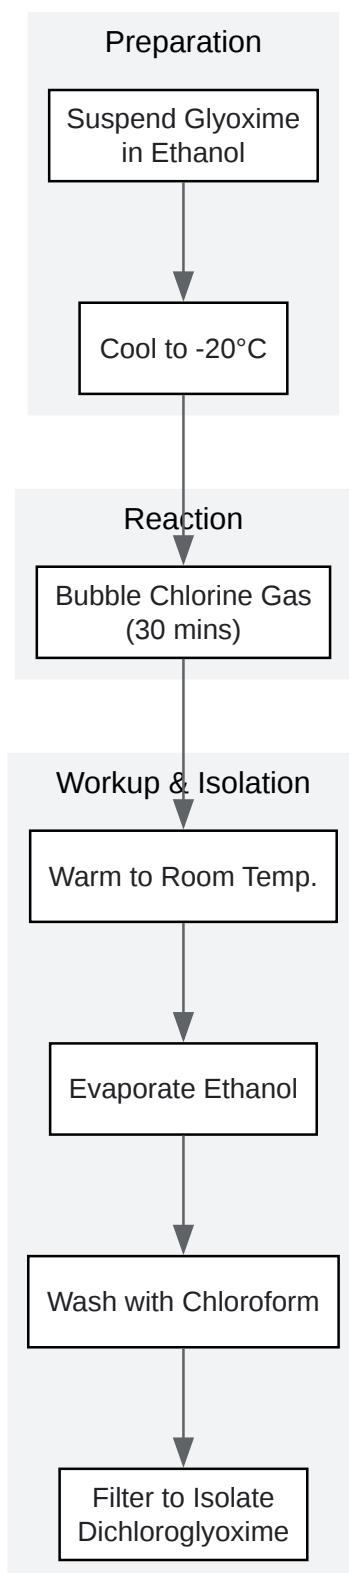 Preparation
Suspend Glyoxime
in Ethanol
Cool to -20°C
Reaction
Bubble Chlorine Gas
(30 mins)
Workup & Isolation
Warm to Room Temp.
Evaporate Ethanol
Wash with Chloroform
Filter to Isolate
Dichloroglyoxime